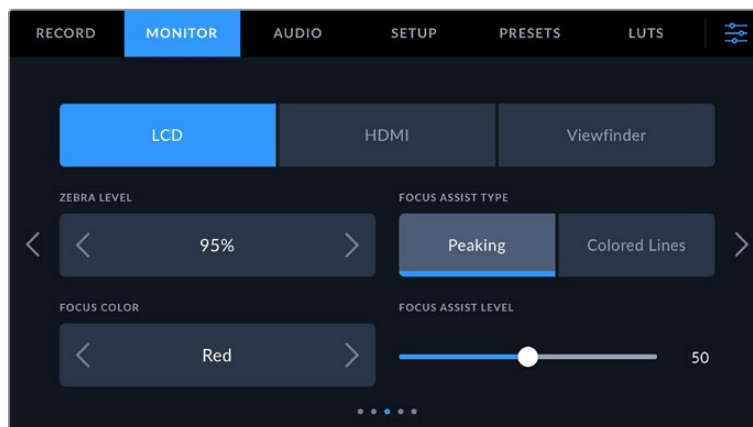 RECORD MONITOR AUDIO SETUP PRESETS LUTS
LCD HDMI Viewfinder
ZEBRA LEVEL FOCUS ASSIST TYPE
95% Peaking Colored Lines
FOCUS COLOR FOCUS ASSIST LEVEL
Red 50